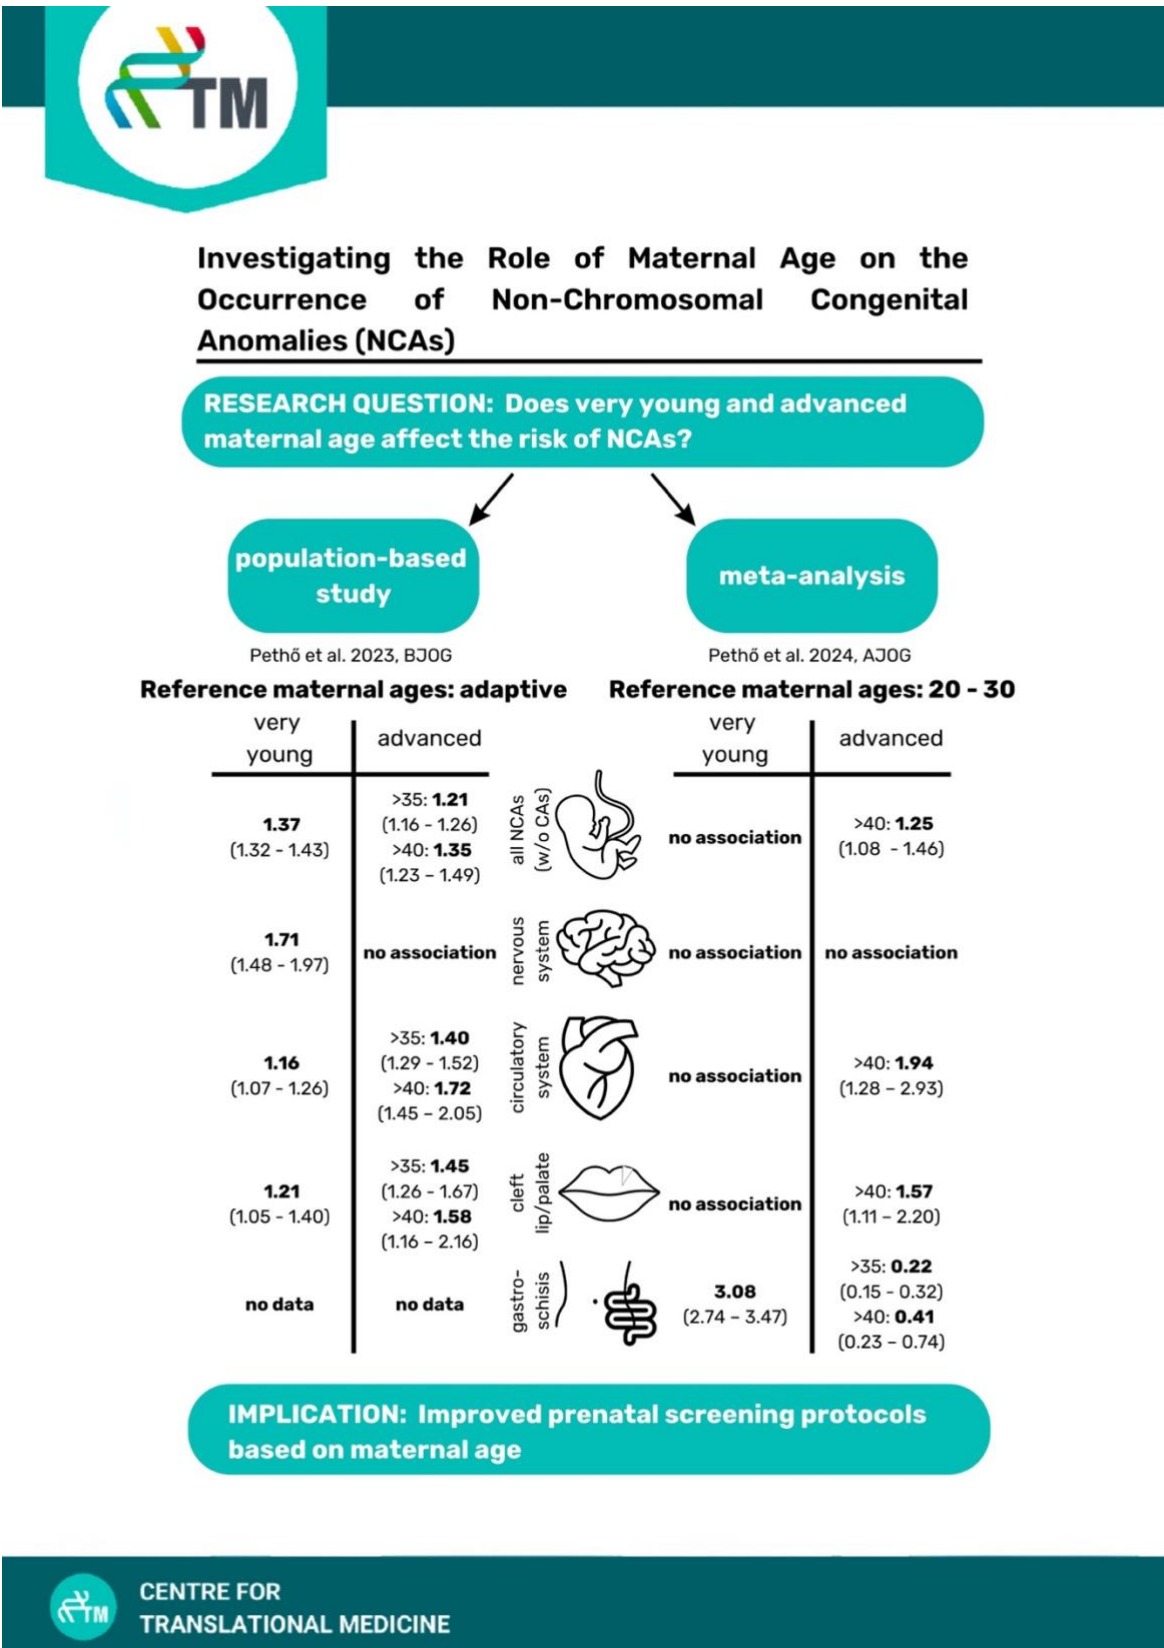 TM
Investigating the Role of Maternal Age on the
Occurrence of Non-Chromosomal Congenital
Anomalies (NCAs)
RESEARCH QUESTION: Does very young and advanced
maternal age affect the risk of NCAs?
population-based
study
meta-analysis
Pethő et al. 2023, BJOG
Reference maternal ages: adaptive
very
young
advanced
Pethő et al. 2024, AJOG
Reference maternal ages: 20 - 30
very
young
advanced
1.37
(1.32 - 1.43)
>35: 1.21
(1.16 - 1.26)
>40: 1.35
(1.23 – 1.49)
all NCAs
(w/o CAs)
no association
>40: 1.25
(1.08 - 1.46)
1.71
(1.48 - 1.97)
no association
nervous
system
no association
no association
1.16
(1.07 - 1.26)
>35: 1.40
(1.29 - 1.52)
>40: 1.72
(1.45 – 2.05)
circulatory
system
no association
>40: 1.94
(1.28 – 2.93)
1.21
(1.05 - 1.40)
>35: 1.45
(1.26 - 1.67)
>40: 1.58
(1.16 – 2.16)
cleft
lip/palate
no association
>40: 1.57
(1.11 – 2.20)
no data
no data
gastro-
schisis
3.08
(2.74 – 3.47)
>35: 0.22
(0.15 - 0.32)
>40: 0.41
(0.23 – 0.74)
IMPLICATION: Improved prenatal screening protocols
based on maternal age
TM
CENTRE FOR
TRANSLATIONAL MEDICINE